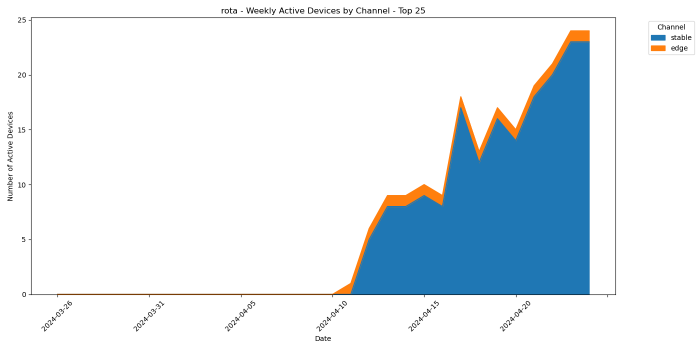 rota - Weekly Active Devices by Channel - Top 25
Number of Active Devices
25
20
15
10
5
0
2024-03-26
2024-03-31
2024-04-05
2024-04-10
2024-04-15
2024-04-20
Date
Channel
stable
edge